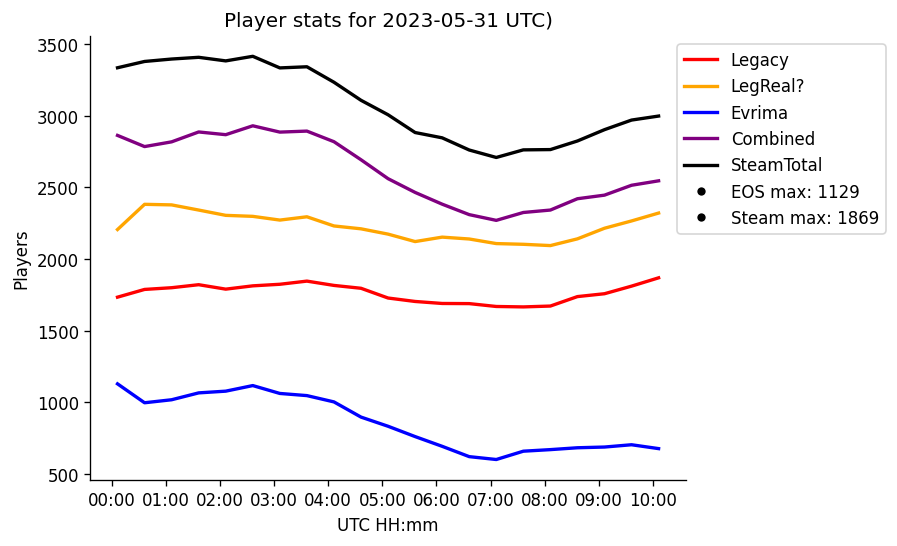 Player stats for 2023-05-31 UTC)
3500
3000
2500
2000
1500
1000
500
Players
00:00 01:00 02:00 03:00 04:00 05:00 06:00 07:00 08:00 09:00 10:00
UTC HH:mm
Legacy
LegReal?
Evrima
Combined
SteamTotal
EOS max: 1129
Steam max: 1869